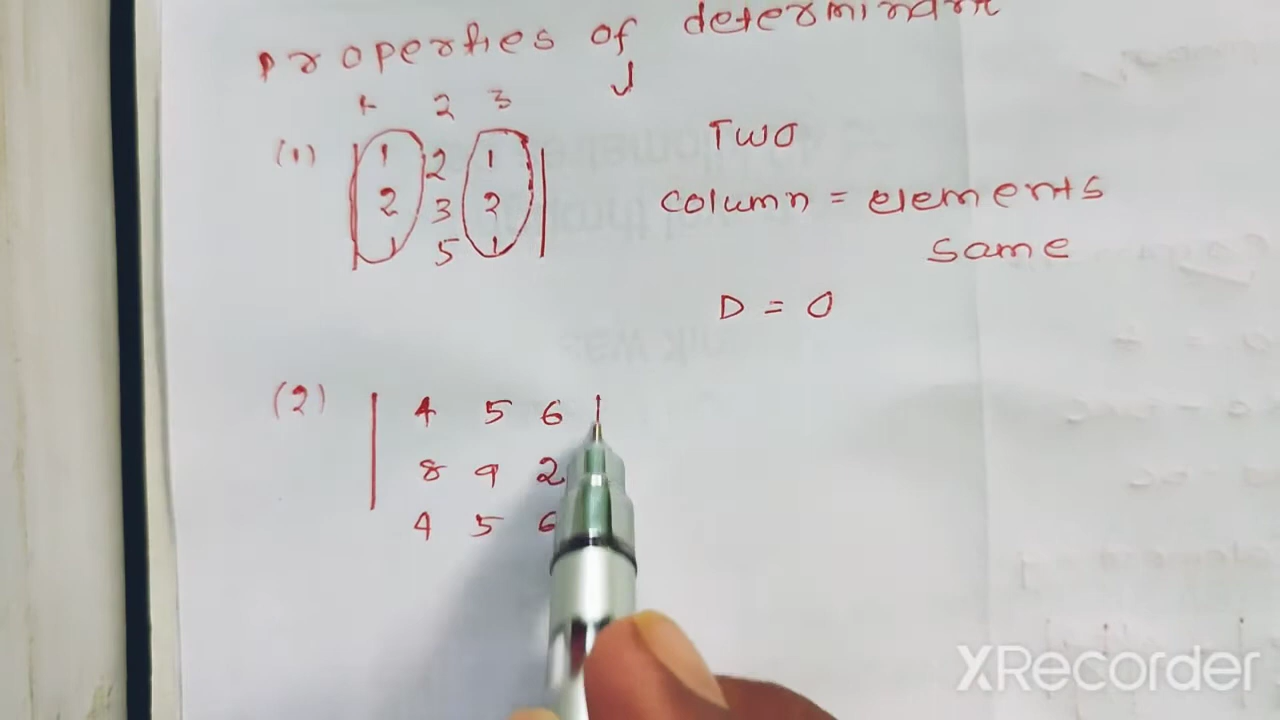 properties of determinant
1 2 3
(1) | 1 2 1 | Two
2 3 2 column = elements
1 5 1 same
D = 0
(2) | 4 5 6 |
8 9 2
4 5 6
XRecorder